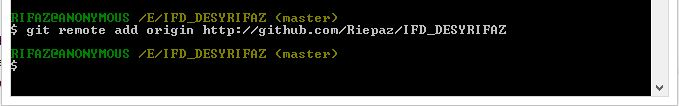 RIFAZ@ANONYMOUS /E/IFD_DESYRIFAZ (master)
$ git remote add origin http://github.com/Riepaz/IFD_DESYRIFAZ
RIFAZ@ANONYMOUS /E/IFD_DESYRIFAZ (master)
$